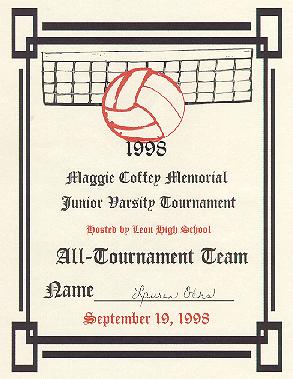 1998
Maggie Coffey Memorial
Junior Varsity Tournament
Hosted by Leon High School
All-Tournament Team
Name Lauren
September 19, 1998